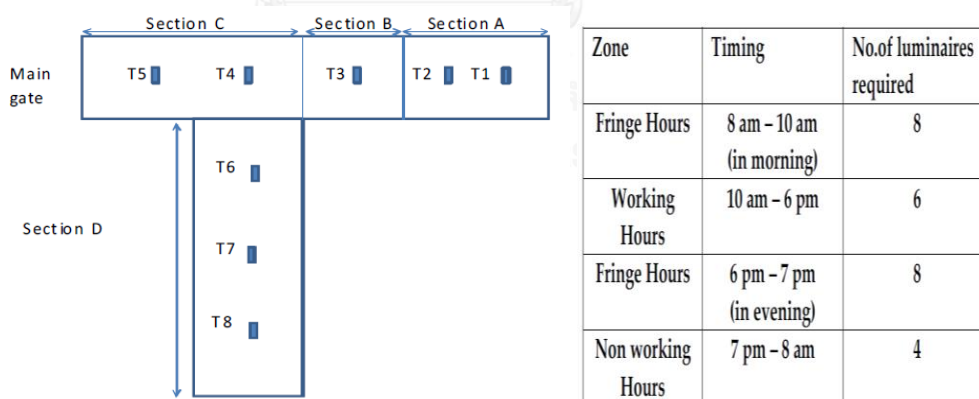 Section C
Section B
Section A
Main
gate
T5
T4
T3
T2
T1
T6
Section D
T7
T8
Zone
Timing
No.of luminaires
required
Fringe Hours
8 am – 10 am
(in morning)
8
Working
Hours
10 am – 6 pm
6
Fringe Hours
6 pm – 7 pm
(in evening)
8
Non working
Hours
7 pm – 8 am
4